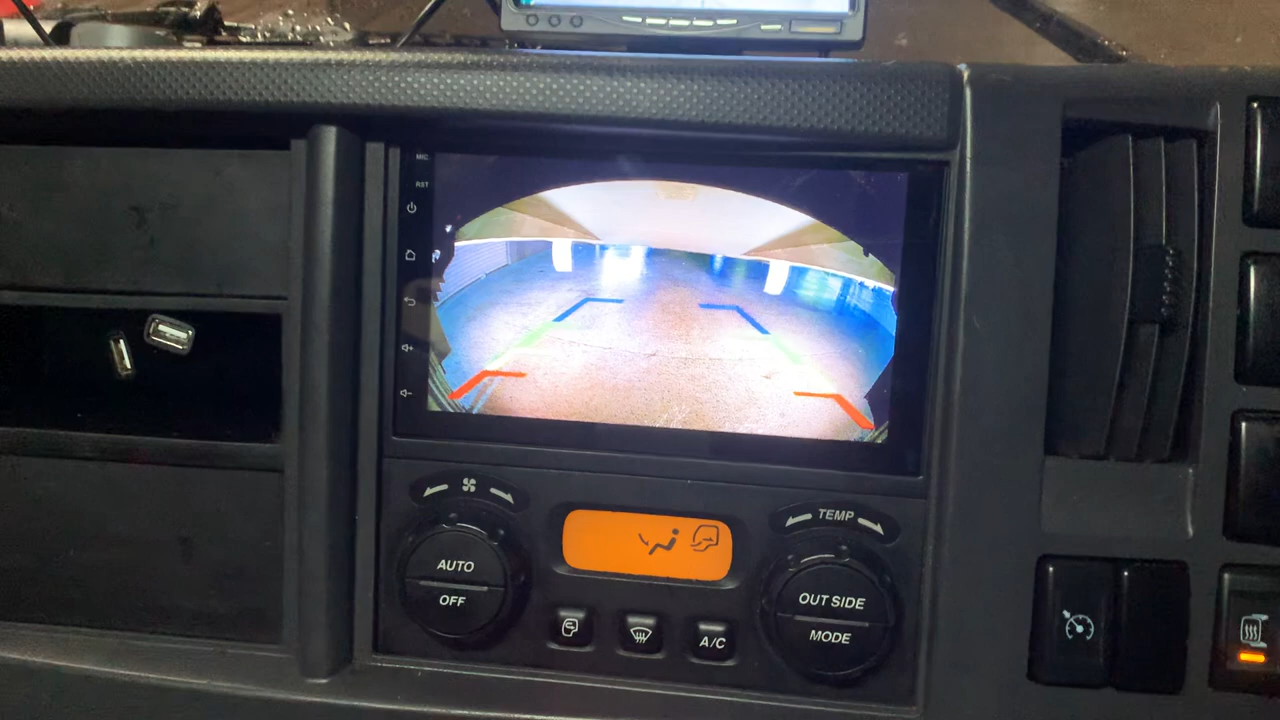 MIC
RST
TEMP
AUTO
OFF
OUT SIDE
MODE
A/C